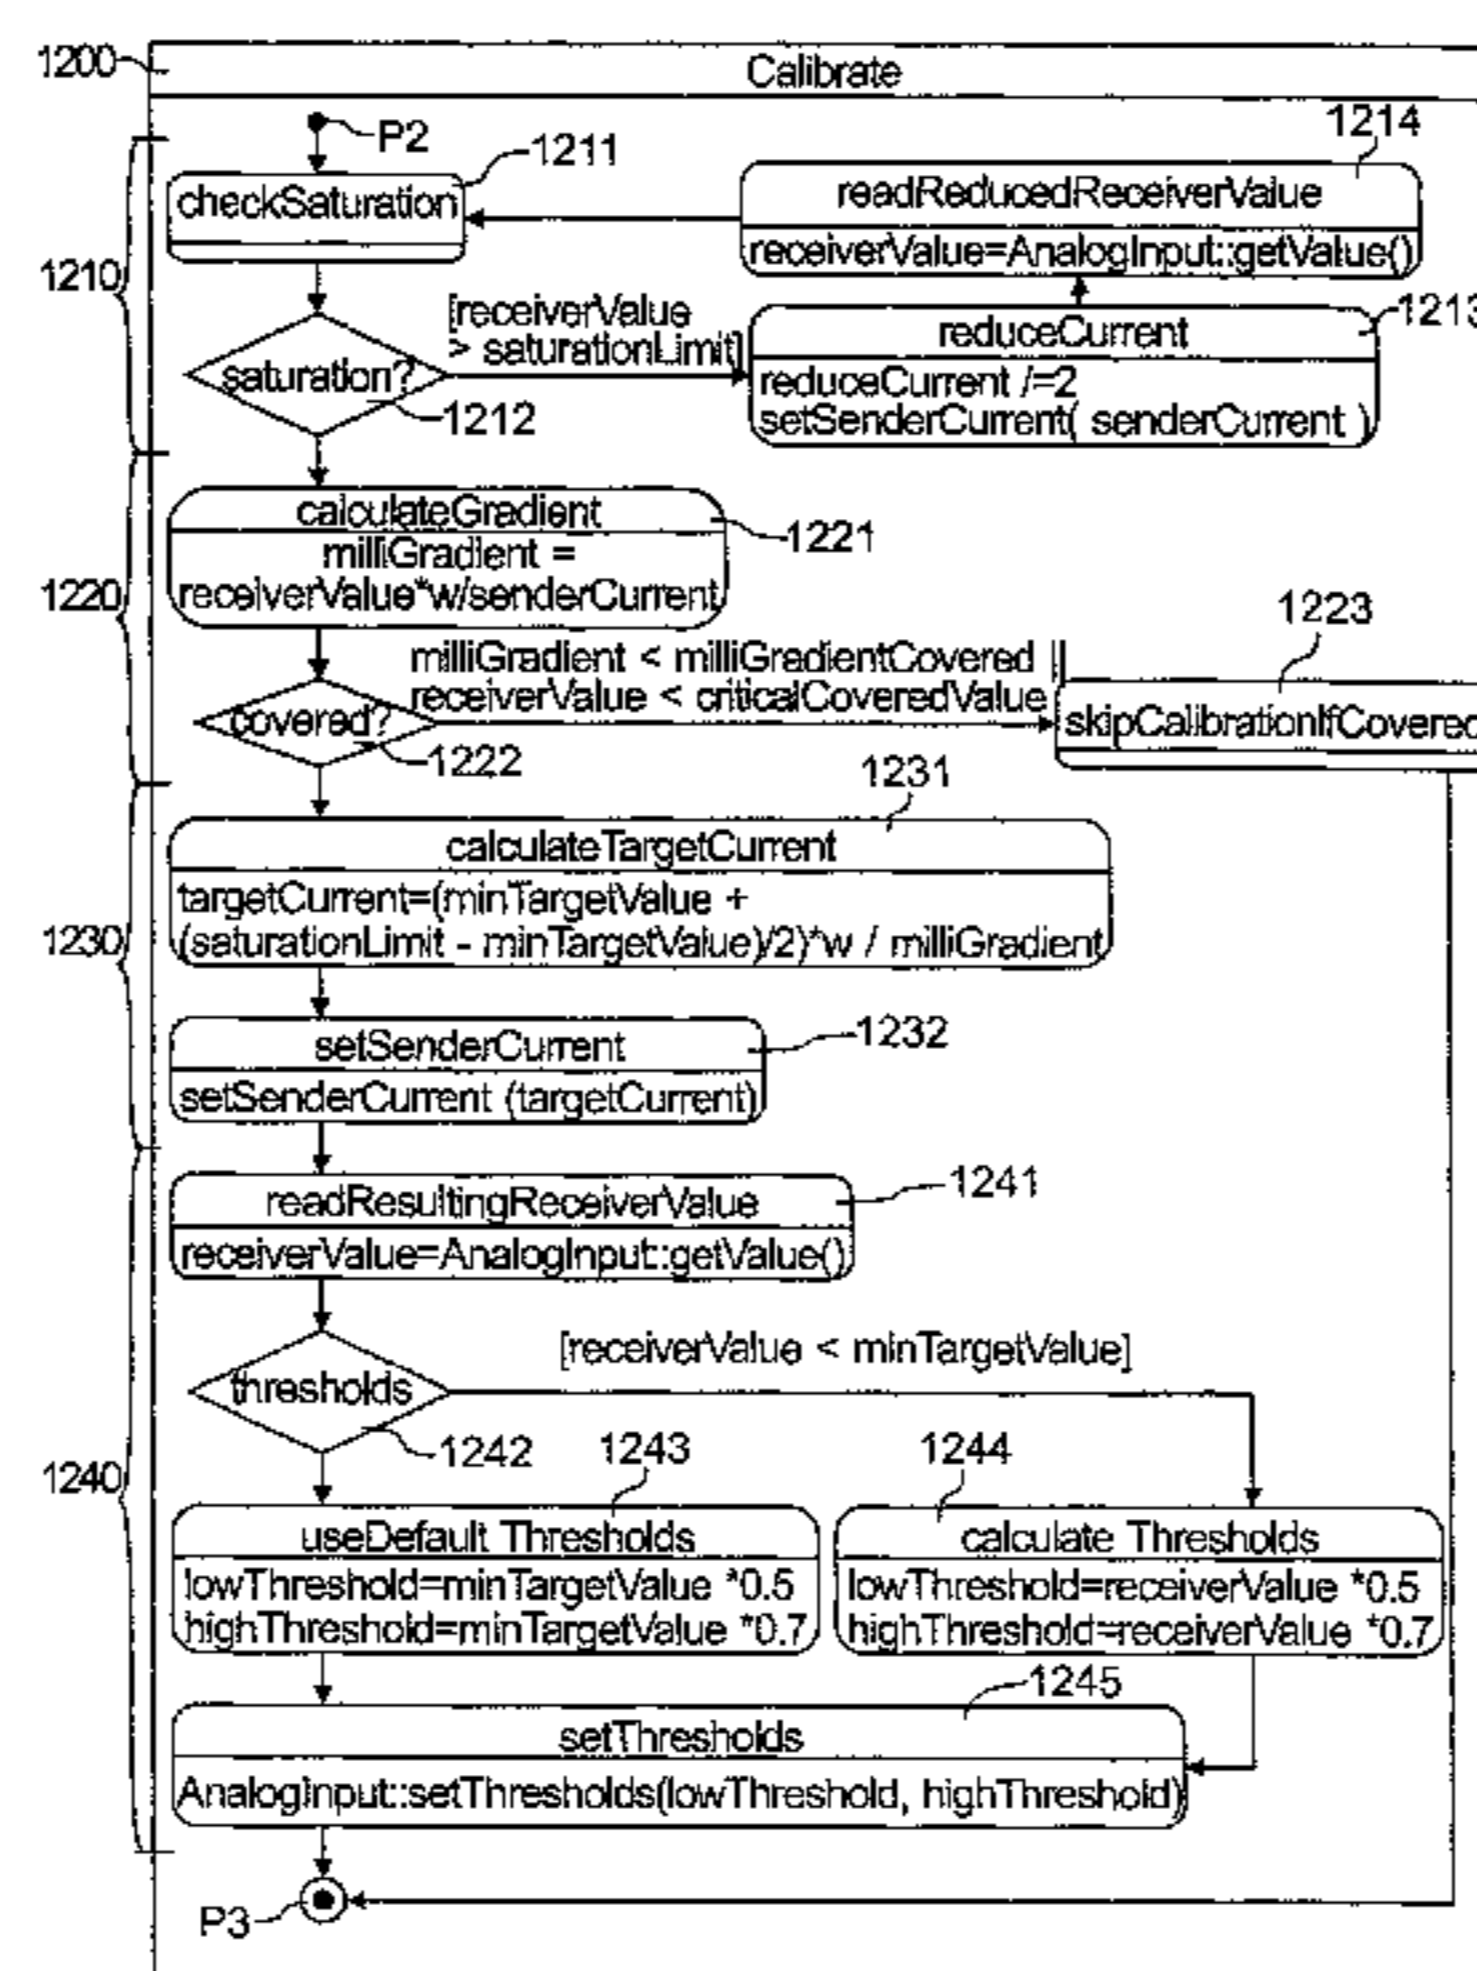 1200
Calibrate
P2
1211
1214
checkSaturation
readReducedReceiverValue
receiverValue=AnalogInput::getValue()
1210
[receiverValue
> saturationLimit]
1213
reduceCurrent
reduceCurrent /=2
setSenderCurrent( senderCurrent )
saturation?
1212
calculateGradient
milliGradient =
receiverValue*w/senderCurrent
1221
1220
1223
milliGradient < milliGradientCovered ||
receiverValue < criticalCoveredValue
covered?
skipCalibrationIfCovered
1222
1231
calculateTargetCurrent
targetCurrent=(minTargetValue +
(saturationLimit - minTargetValue)/2)*w / milliGradient
1230
1232
setSenderCurrent
setSenderCurrent (targetCurrent)
1241
readResultingReceiverValue
receiverValue=AnalogInput::getValue()
[receiverValue < minTargetValue]
thresholds
1242
1243
1244
1240
useDefault Thresholds
lowThreshold=minTargetValue *0.5
highThreshold=minTargetValue *0.7
calculate Thresholds
lowThreshold=receiverValue *0.5
highThreshold=receiverValue *0.7
1245
setThresholds
AnalogInput::setThresholds(lowThreshold, highThreshold)
P3